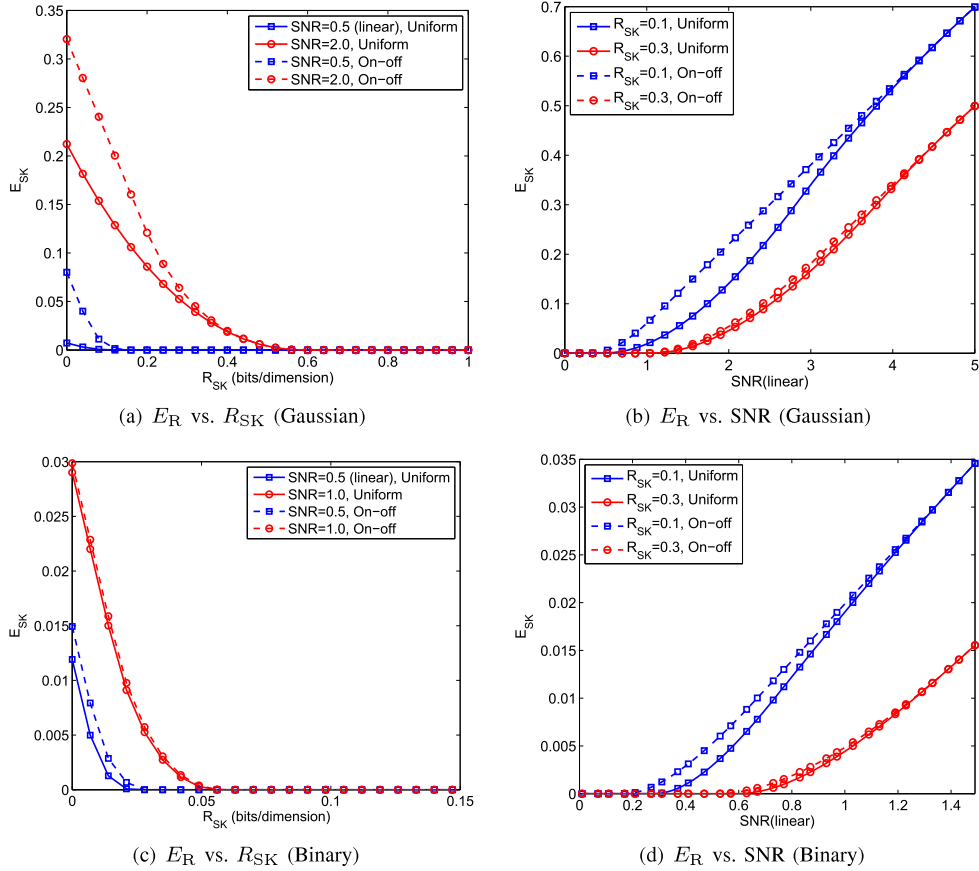 SNR=0.5 (linear), Uniform
SNR=2.0, Uniform
SNR=0.5, On−off
SNR=2.0, On−off
0.35
0.3
0.25
0.2
0.15
0.1
0.05
0
E_SK
0 0.2 0.4 0.6 0.8 1
R_SK (bits/dimension)
(a) E_R vs. R_SK (Gaussian)
R_SK=0.1, Uniform
R_SK=0.3, Uniform
R_SK=0.1, On−off
R_SK=0.3, On−off
0.7
0.6
0.5
0.4
0.3
0.2
0.1
0
E_SK
0 1 2 3 4 5
SNR(linear)
(b) E_R vs. SNR (Gaussian)
SNR=0.5 (linear), Uniform
SNR=1.0, Uniform
SNR=0.5, On−off
SNR=1.0, On−off
0.03
0.025
0.02
0.015
0.01
0.005
0
E_SK
0 0.05 0.1 0.15
R_SK (bits/dimension)
(c) E_R vs. R_SK (Binary)
R_SK=0.1, Uniform
R_SK=0.3, Uniform
R_SK=0.1, On−off
R_SK=0.3, On−off
0.035
0.03
0.025
0.02
0.015
0.01
0.005
0
E_SK
0 0.2 0.4 0.6 0.8 1 1.2 1.4
SNR(linear)
(d) E_R vs. SNR (Binary)